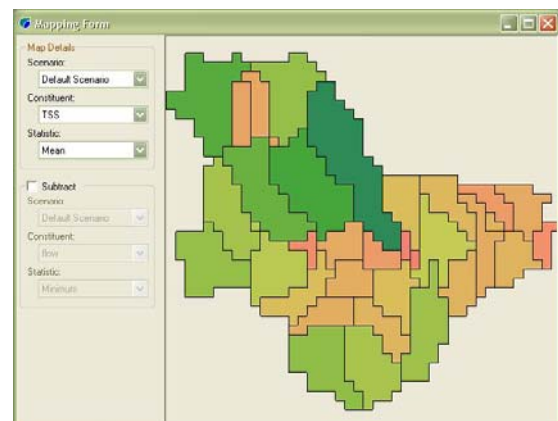 Mapping Form
Map Details
Scenario:
Default Scenario
Constituent:
TSS
Statistic:
Mean
Subtract
Scenario
Default Scenario
Constituent:
flow
Statistic:
Minimum